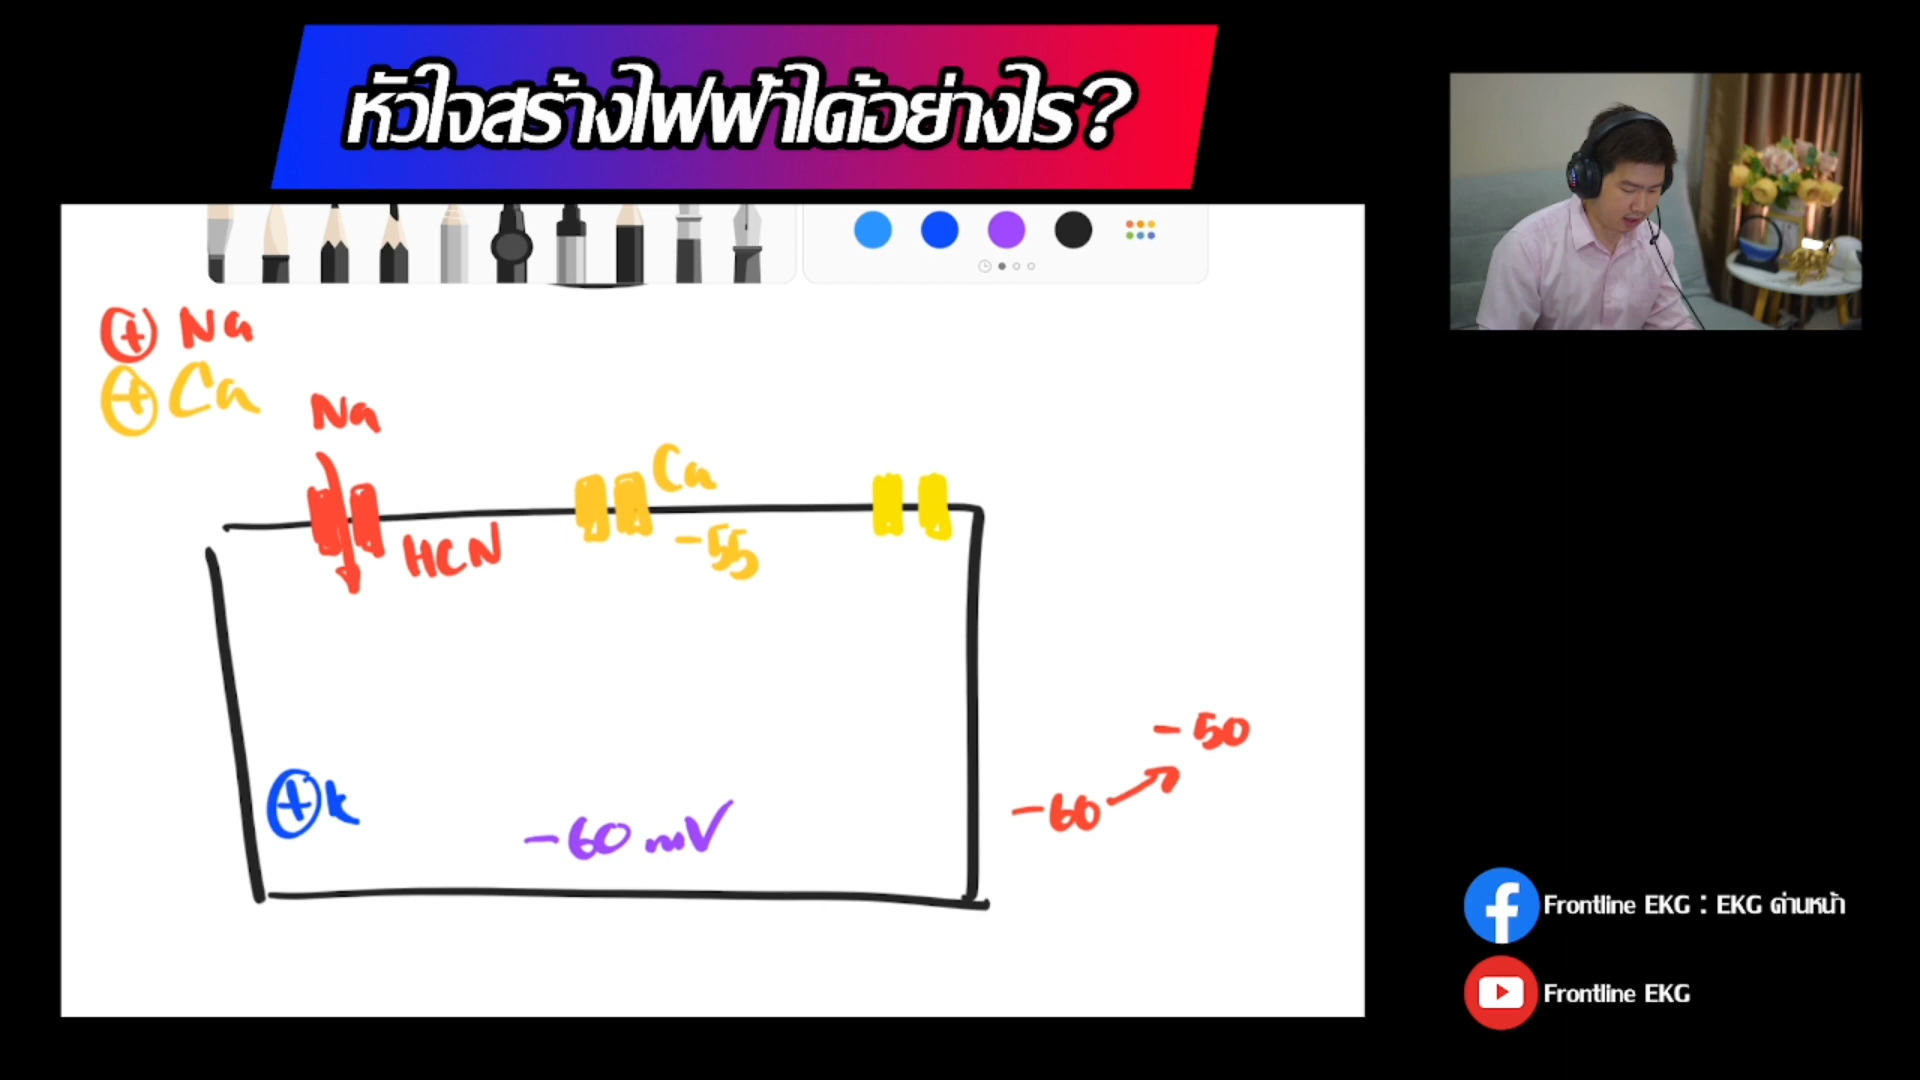 หัวใจสร้างไฟฟ้าได้อย่างไร?
+ Na
+ Ca
Na
Ca
HCN
-55
+ k
-60 mV
-50
-60
Frontline EKG : EKG ด่านหน้า
Frontline EKG